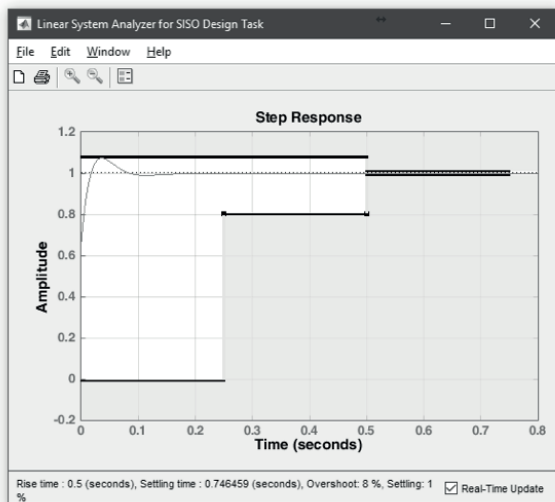 Linear System Analyzer for SISO Design Task
File Edit Window Help
Step Response
1.2
1
0.8
0.6
0.4
0.2
0
-0.2
Amplitude
0 0.1 0.2 0.3 0.4 0.5 0.6 0.7 0.8
Time (seconds)
Rise time : 0.5 (seconds), Settling time : 0.746459 (seconds), Overshoot: 8 %, Settling: 1
%
Real-Time Update